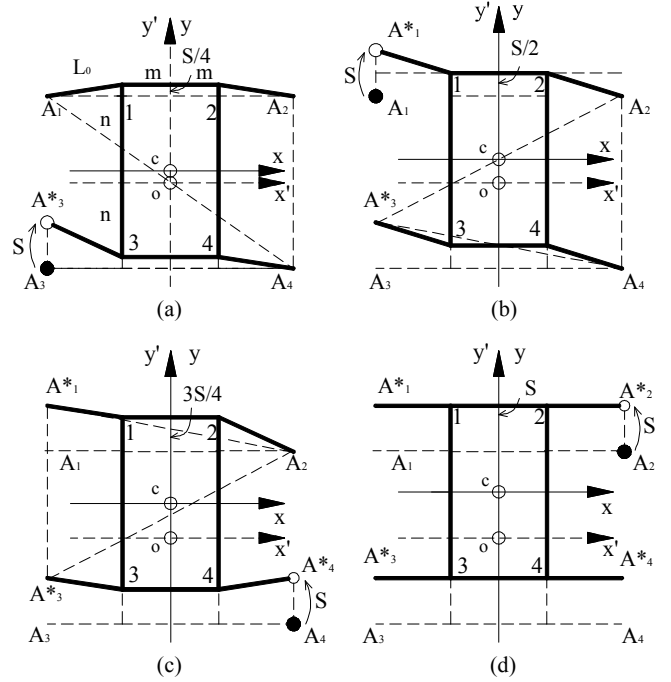 y' y
S/4
L₀
m m
A₁ 1 2 A₂
n
c x
o x'
A*₃
n
S
3 4
A₃ A₄
(a)
y' y
A*₁
S/2
S
1 2
A₁ A₂
c x
o x'
A*₃
3 4
A₃ A₄
(b)
y' y
A*₁
3S/4
1 2
A₁ A₂
c
x
o x'
A*₃ 3 4 A*₄
S
A₃ A₄
(c)
y' y
A*₁ S A*₂
1 2 S
A₁ A₂
c
x
o x'
A*₃ 3 4 A*₄
A₃ A₄
(d)